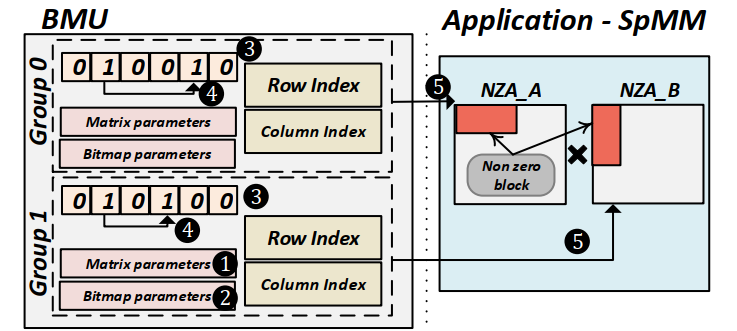 BMU
Application - SpMM
Group 0
0 1 0 0 1 0
3
4
Row Index
Matrix parameters
Column Index
Bitmap parameters
Group 1
0 1 0 1 0 0
3
4
Row Index
Matrix parameters 1
Column Index
Bitmap parameters 2
5
NZA_A
NZA_B
Non zero
block
5